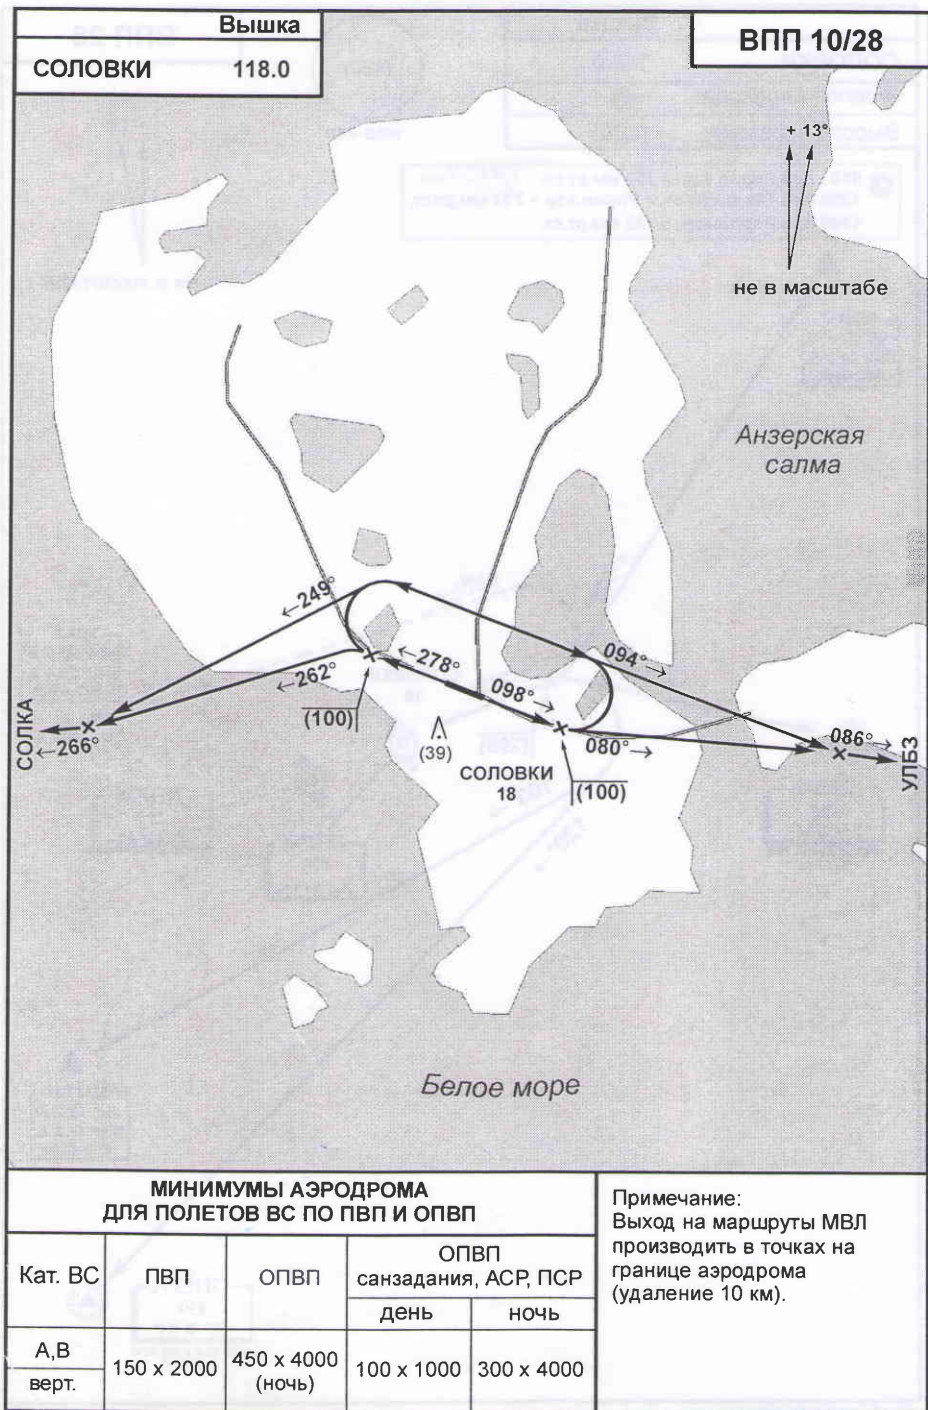 Вышка
СОЛОВКИ 118.0
ВПП 10/28
+ 13°
не в масштабе
Анзерская
салма
←249°
←262°
←278°
098°→
094°→
080°→
086°→
←266°
СОЛКА
УЛБЗ
(100)
(39)
СОЛОВКИ
18
(100)
Белое море
МИНИМУМЫ АЭРОДРОМА
ДЛЯ ПОЛЕТОВ ВС ПО ПВП И ОПВП
Кат. ВС ПВП ОПВП ОПВП
санзадания, АСР, ПСР
день ночь
А,В
верт.
150 x 2000
450 x 4000
(ночь)
100 x 1000 300 x 4000
Примечание:
Выход на маршруты МВЛ
производить в точках на
границе аэродрома
(удаление 10 км).